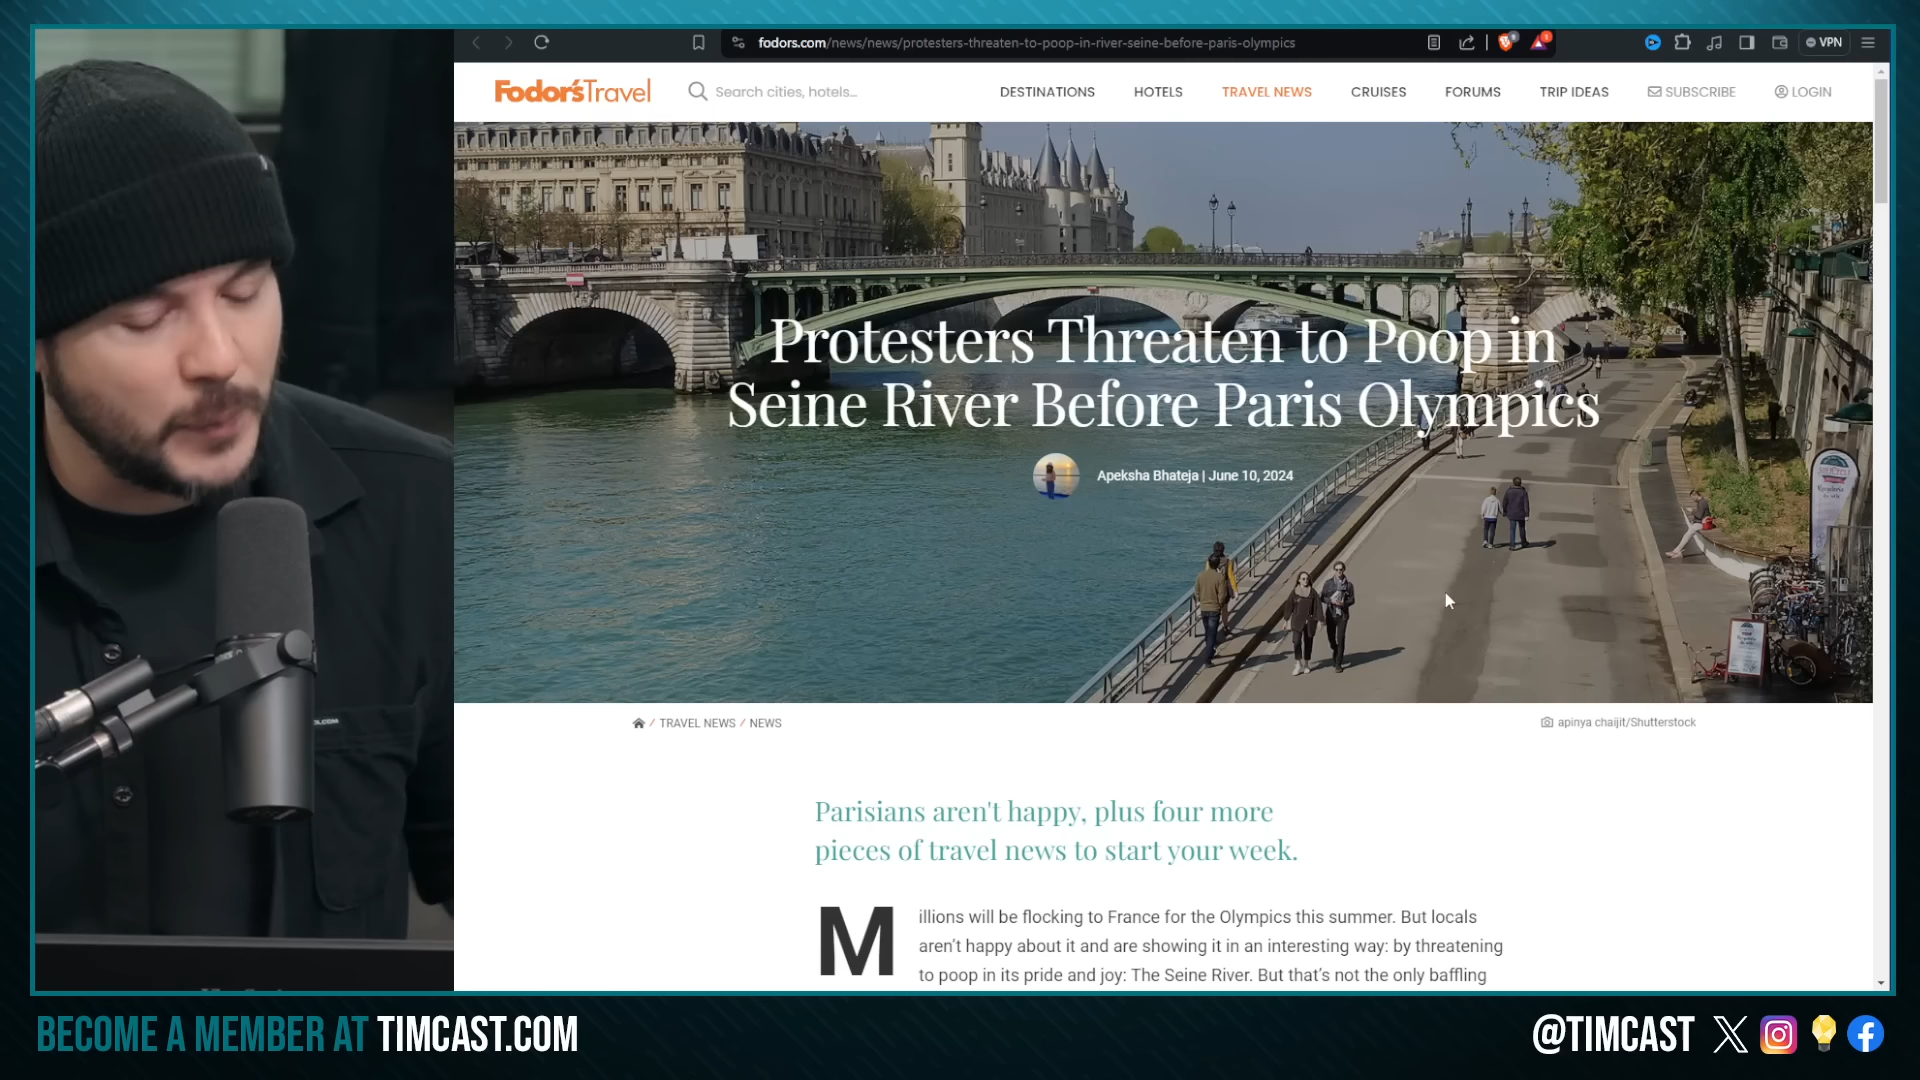 fodors.com/news/news/protesters-threaten-to-poop-in-river-seine-before-paris-olympics
VPN
Fodor'sTravel
Search cities, hotels...
DESTINATIONS
HOTELS
TRAVEL NEWS
CRUISES
FORUMS
TRIP IDEAS
SUBSCRIBE
LOGIN
Protesters Threaten to Poop in
Seine River Before Paris Olympics
Apeksha Bhateja | June 10, 2024
/ TRAVEL NEWS / NEWS
apinya chaijit/Shutterstock
Parisians aren't happy, plus four more
pieces of travel news to start your week.
Millions will be flocking to France for the Olympics this summer. But locals
aren't happy about it and are showing it in an interesting way: by threatening
to poop in its pride and joy: The Seine River. But that's not the only baffling
BECOME A MEMBER AT TIMCAST.COM
@TIMCAST